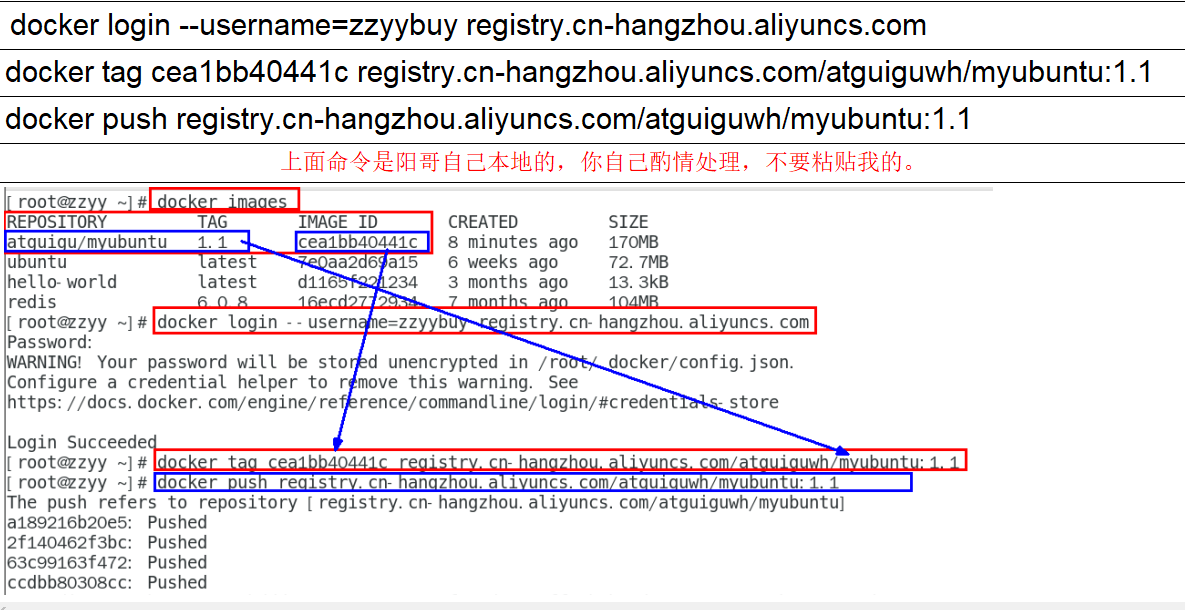 docker login --username=zzyybuy registry.cn-hangzhou.aliyuncs.com
docker tag cea1bb40441c registry.cn-hangzhou.aliyuncs.com/atguiguwh/myubuntu:1.1
docker push registry.cn-hangzhou.aliyuncs.com/atguiguwh/myubuntu:1.1
上面命令是阳哥自己本地的，你自己酌情处理，不要粘贴我的。
[root@zzyy ~]# docker images
REPOSITORY TAG IMAGE ID CREATED SIZE
atguigu/myubuntu 1.1 cea1bb40441c 8 minutes ago 170MB
ubuntu latest 7e0aa2d69a15 6 weeks ago 72.7MB
hello-world latest d1165f221234 3 months ago 13.3kB
redis 6.0.8 16ecd2772934 7 months ago 104MB
[root@zzyy ~]# docker login --username=zzyybuy registry.cn-hangzhou.aliyuncs.com
Password:
WARNING! Your password will be stored unencrypted in /root/.docker/config.json.
Configure a credential helper to remove this warning. See
https://docs.docker.com/engine/reference/commandline/login/#credentials-store
Login Succeeded
[root@zzyy ~]# docker tag cea1bb40441c registry.cn-hangzhou.aliyuncs.com/atguiguwh/myubuntu:1.1
[root@zzyy ~]# docker push registry.cn-hangzhou.aliyuncs.com/atguiguwh/myubuntu:1.1
The push refers to repository [registry.cn-hangzhou.aliyuncs.com/atguiguwh/myubuntu]
a189216b20e5: Pushed
2f140462f3bc: Pushed
63c99163f472: Pushed
ccdbb80308cc: Pushed